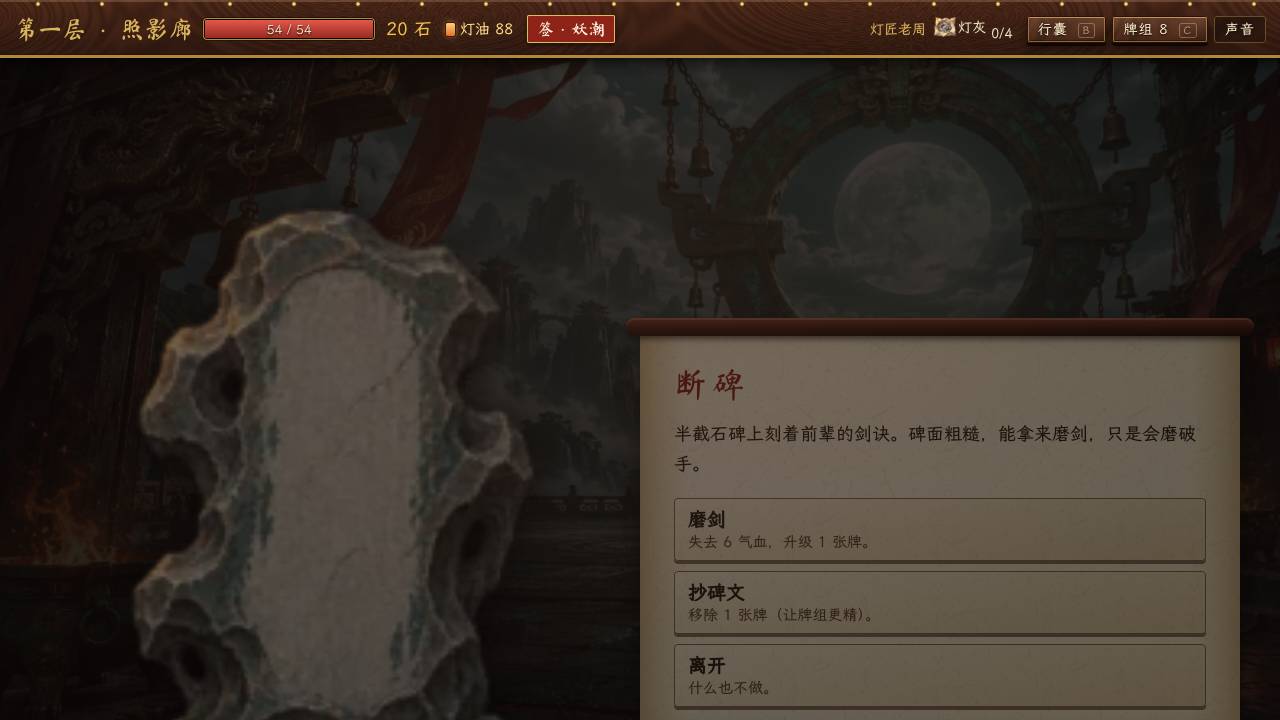 第一层 · 照影廊 54 / 54 20 石 灯油 88 签 · 妖潮 灯匠老周 灯灰 0/4 行囊 B 牌组 8 C 声音
断碑
半截石碑上刻着前辈的剑诀。碑面粗糙，能拿来磨剑，只是会磨破
手。
磨剑
失去 6 气血，升级 1 张牌。
抄碑文
移除 1 张牌（让牌组更精）。
离开
什么也不做。